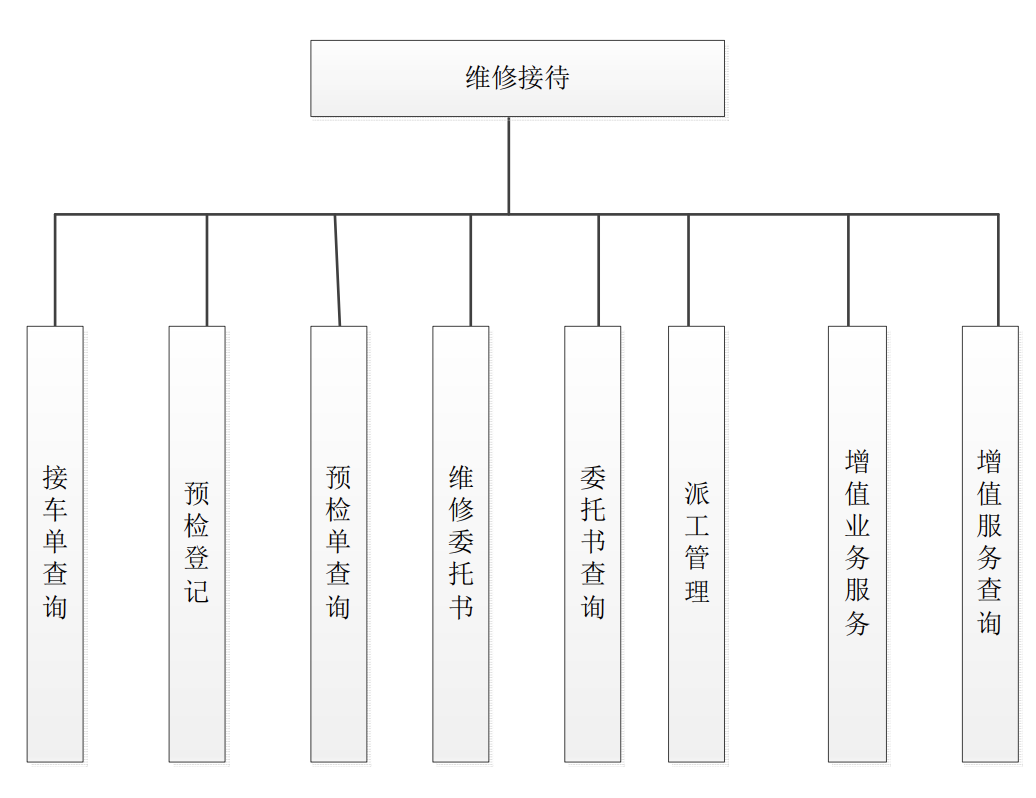 维修接待
接车单查询
预检登记
预检单查询
维修委托书
委托书查询
派工管理
增值业务服务
增值服务查询